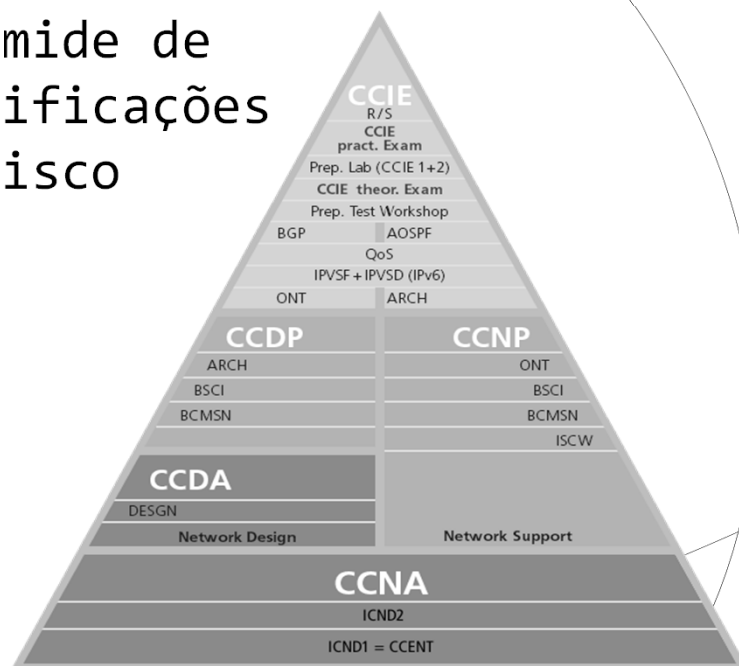 mide de
ificações
isco
CCIE
R/S
CCIE
pract. Exam
Prep. Lab (CCIE 1+2)
CCIE theor. Exam
Prep. Test Workshop
BGP AOSPF
QoS
IPVSF + IPVSD (IPv6)
ONT ARCH
CCDP
ARCH
BSCI
BCMSN
CCNP
ONT
BSCI
BCMSN
ISCW
CCDA
DESGN
Network Design
Network Support
CCNA
ICND2
ICND1 = CCENT